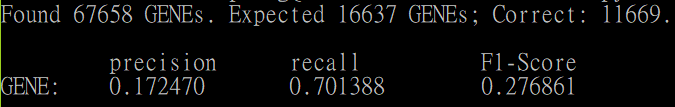 Found 67658 GENEs. Expected 16637 GENEs; Correct: 11669.
precision recall F1-Score
GENE: 0.172470 0.701388 0.276861